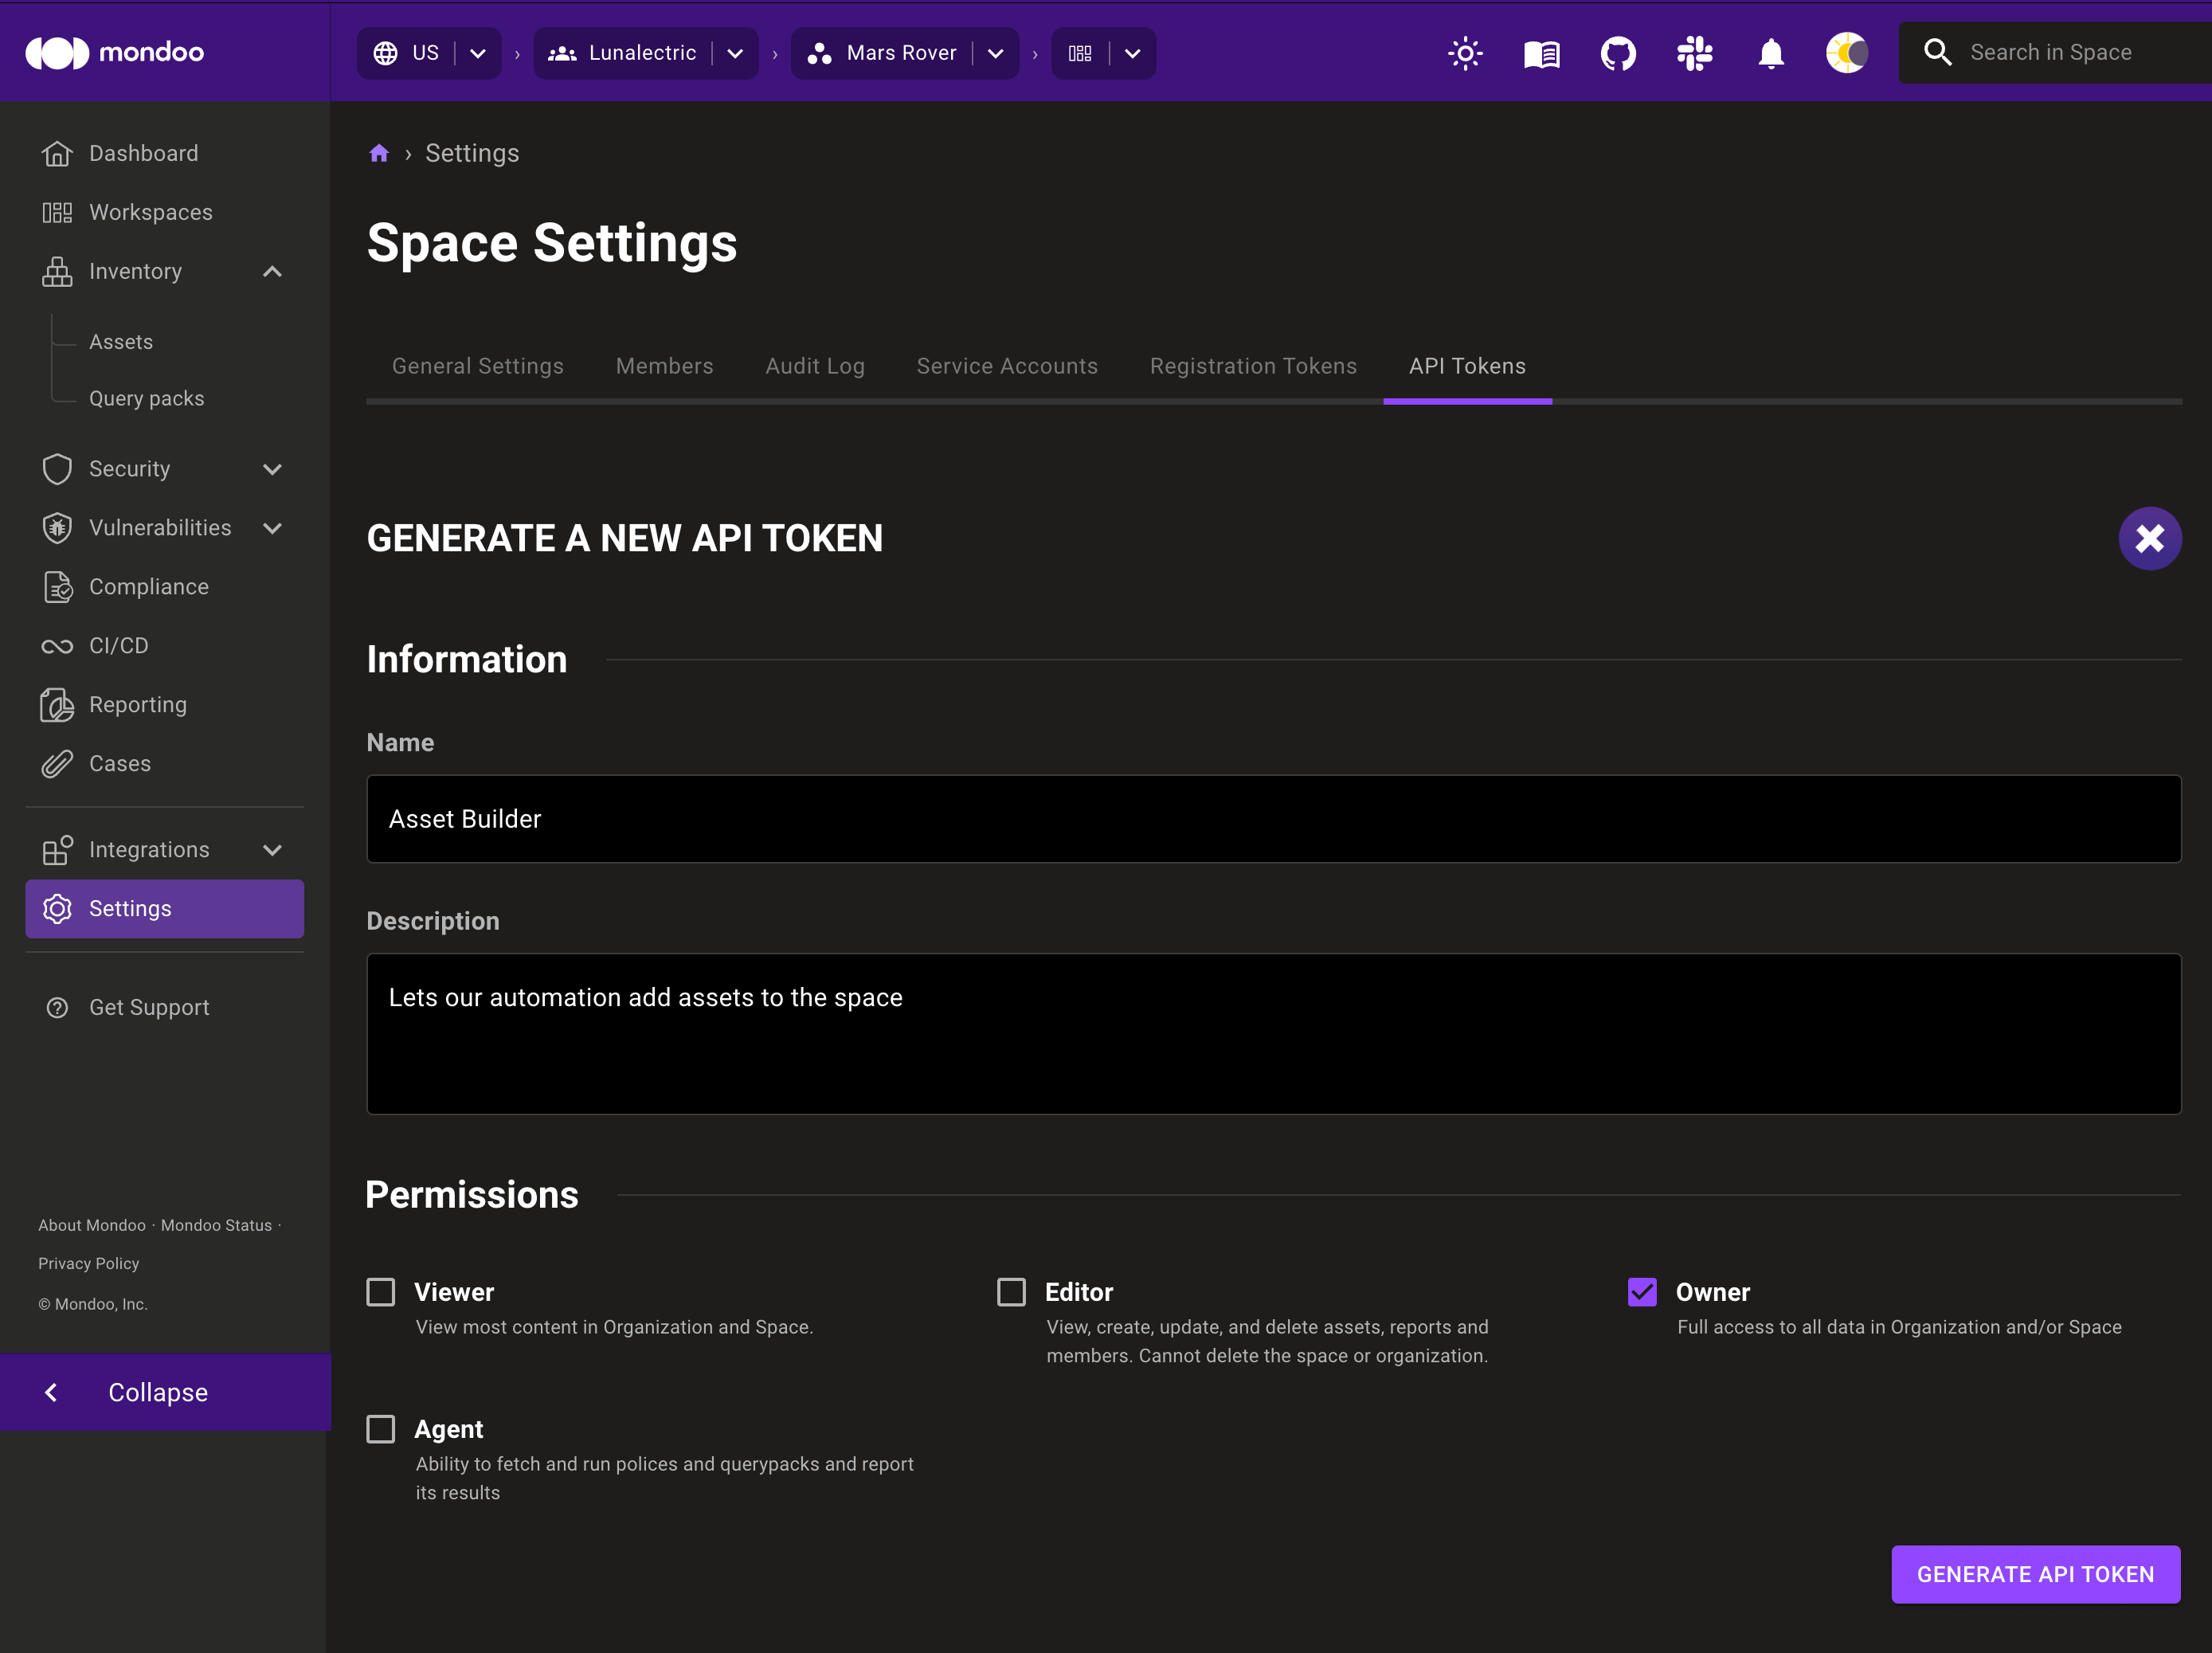 mondoo
US
Lunalectric
Mars Rover
Search in Space
Dashboard
Workspaces
Inventory
Assets
Query packs
Security
Vulnerabilities
Compliance
CI/CD
Reporting
Cases
Integrations
Settings
Get Support
About Mondoo · Mondoo Status ·
Privacy Policy
© Mondoo, Inc.
Collapse
› Settings
Space Settings
General Settings
Members
Audit Log
Service Accounts
Registration Tokens
API Tokens
GENERATE A NEW API TOKEN
Information
Name
Asset Builder
Description
Lets our automation add assets to the space
Permissions
Viewer
View most content in Organization and Space.
Editor
View, create, update, and delete assets, reports and
members. Cannot delete the space or organization.
Owner
Full access to all data in Organization and/or Space
Agent
Ability to fetch and run polices and querypacks and report
its results
GENERATE API TOKEN